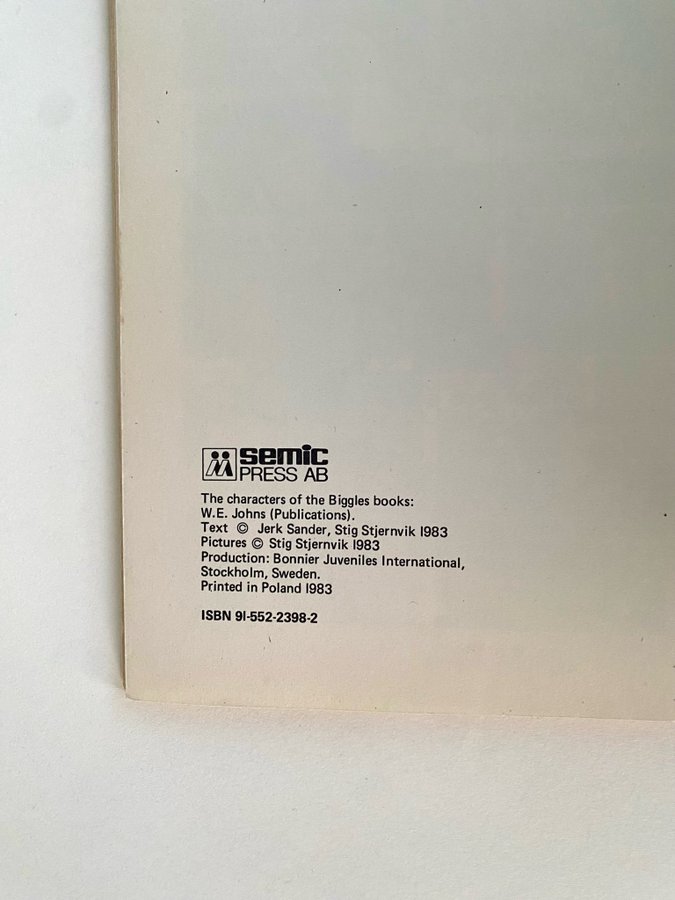 semic
PRESS AB
The characters of the Biggles books:
W.E. Johns (Publications).
Text © Jerk Sander, Stig Stjernvik 1983
Pictures © Stig Stjernvik 1983
Production: Bonnier Juveniles International,
Stockholm, Sweden.
Printed in Poland 1983
ISBN 91-552-2398-2